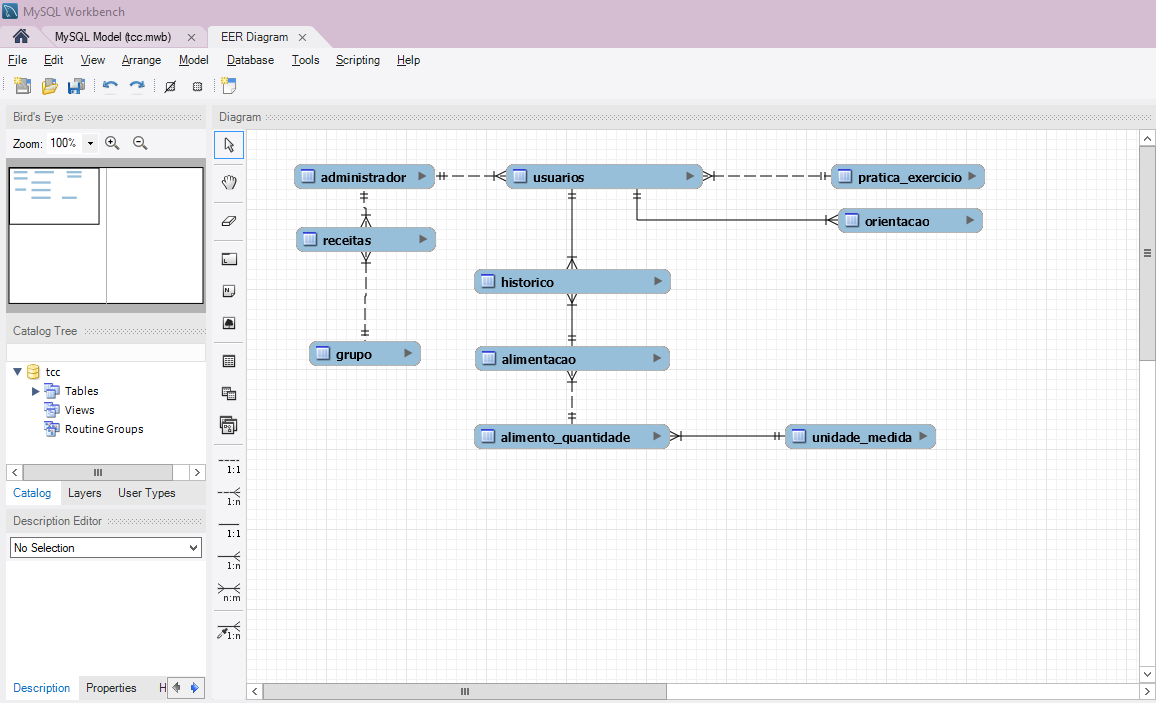 MySQL Workbench
MySQL Model (tcc.mwb)
EER Diagram
File Edit View Arrange Model Database Tools Scripting Help
Bird's Eye
Zoom: 100%
Diagram
administrador
usuarios
pratica_exercicio
orientacao
receitas
historico
grupo
alimentacao
alimento_quantidade
unidade_medida
Catalog Tree
tcc
Tables
Views
Routine Groups
Catalog Layers User Types
Description Editor
No Selection
Description Properties H
1:1
1:n
1:1
1:n
n:m
1:n